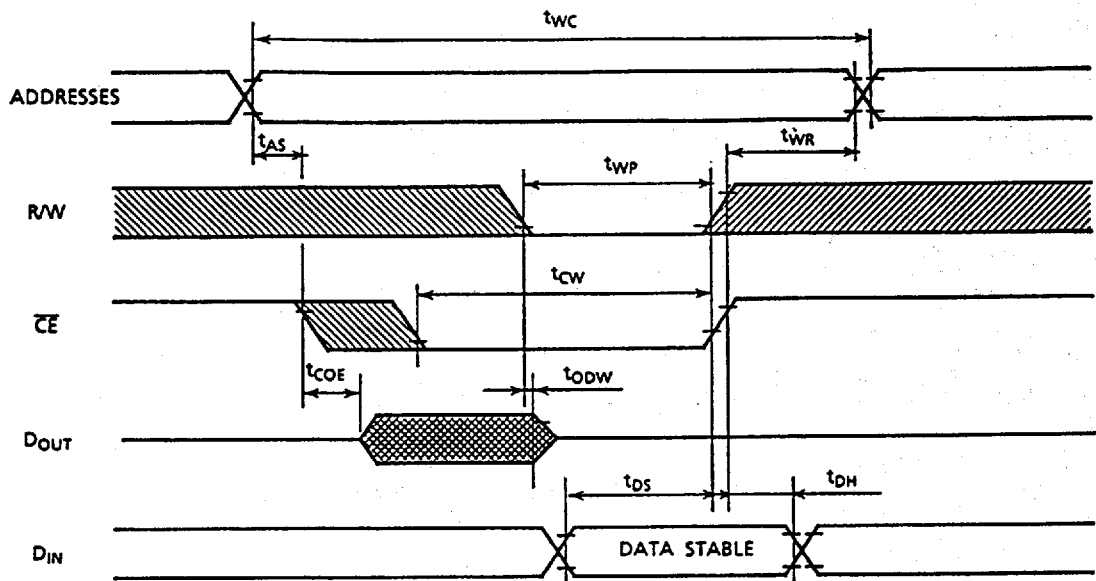 tWC
ADDRESSES
tAS
tWR
tWP
R/W
tCW
CE
tCOE
tODW
DOUT
tDS
tDH
DIN
DATA STABLE